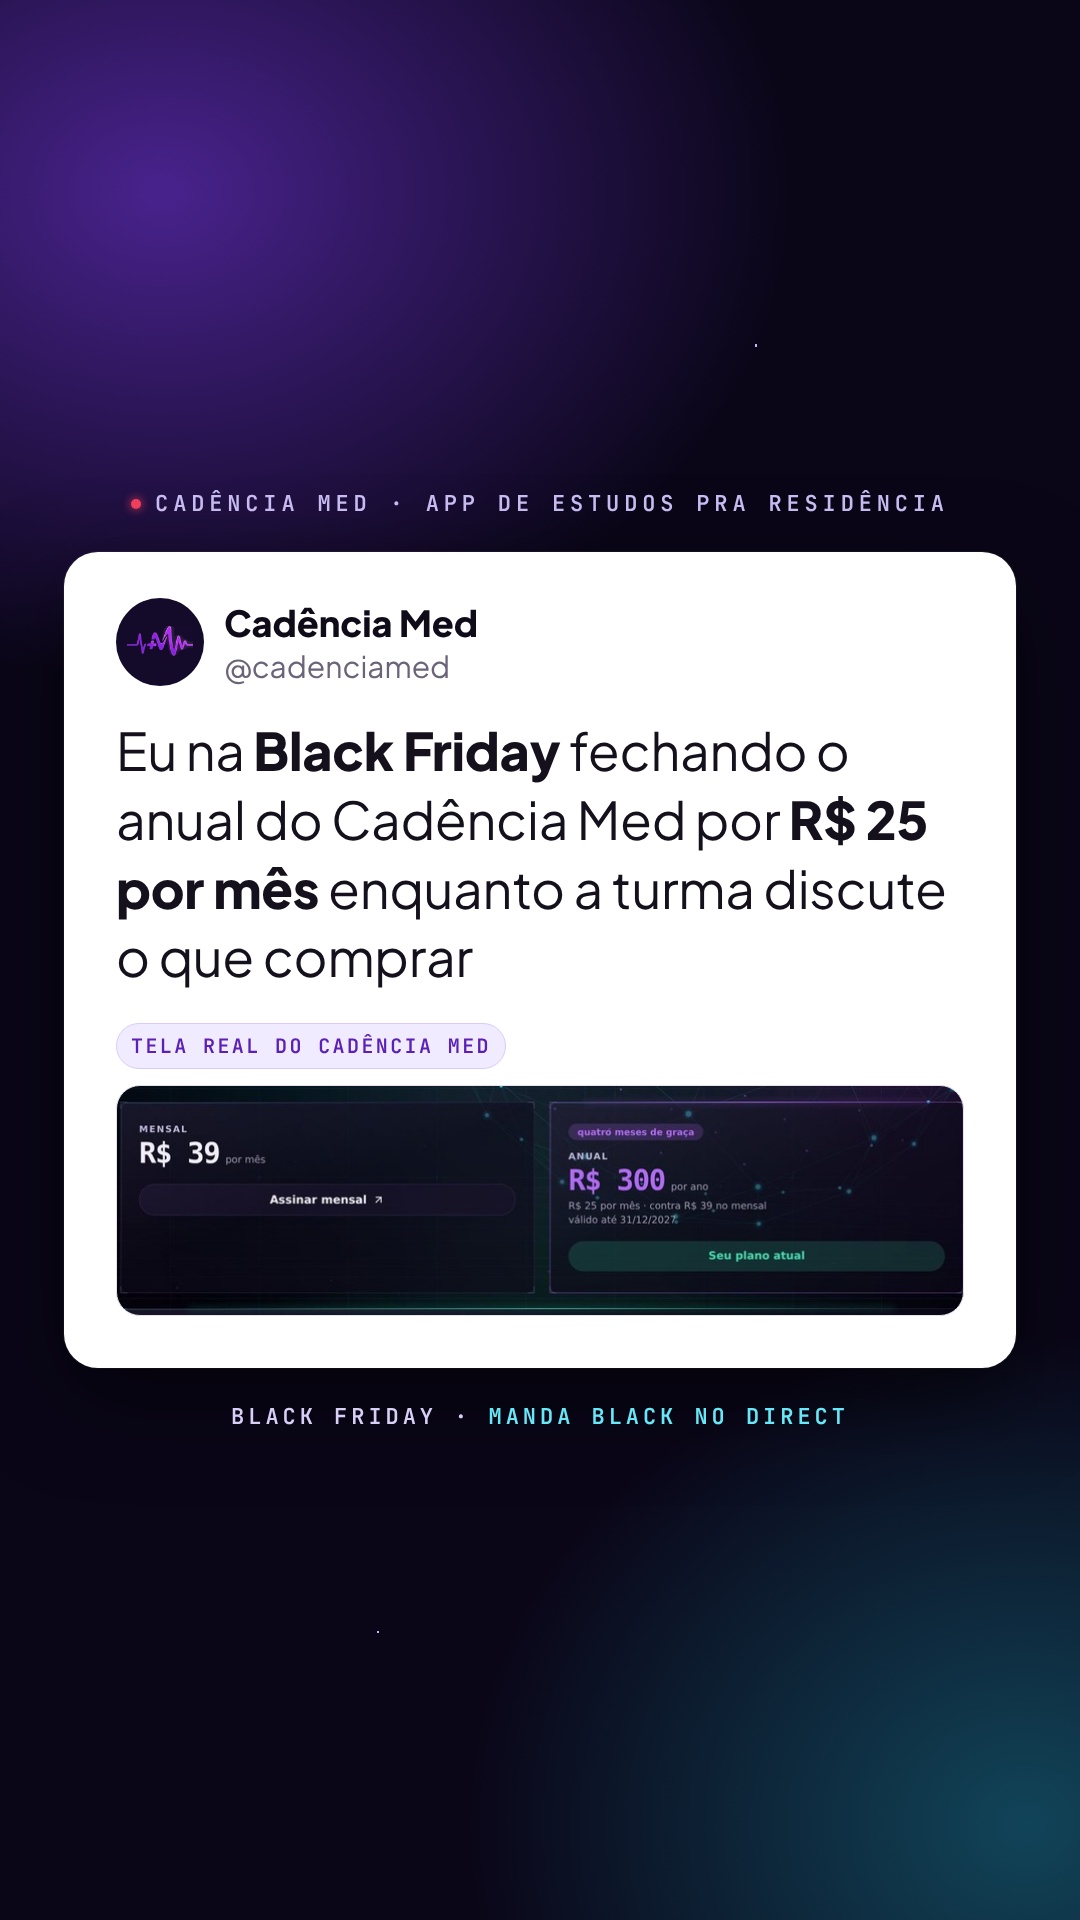 CADÊNCIA MED · APP DE ESTUDOS PRA RESIDÊNCIA
Cadência Med
@cadenciamed
Eu na Black Friday fechando o
anual do Cadência Med por R$ 25
por mês enquanto a turma discute
o que comprar
TELA REAL DO CADÊNCIA MED
MENSAL
R$ 39 por mês
Assinar mensal ↗
quatro meses de graça
ANUAL
R$ 300 por ano
R$ 25 por mês · contra R$ 39 no mensal
válido até 31/12/2027.
Seu plano atual
BLACK FRIDAY · MANDA BLACK NO DIRECT